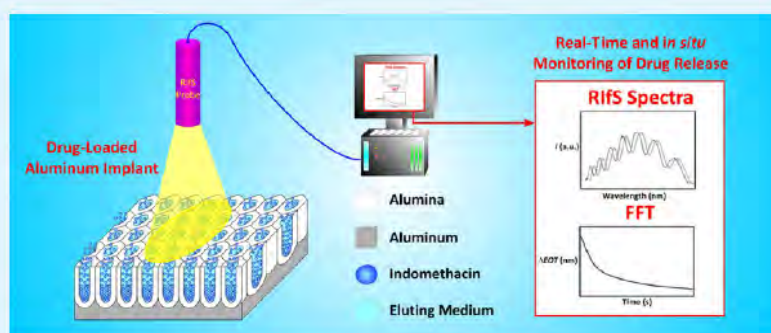 RIfS
Probe
Drug-Loaded
Aluminum Implant
Alumina
Aluminum
Indomethacin
Eluting Medium
Real-Time and in situ
Monitoring of Drug Release
RIfS Spectra
I (a.u.)
Wavelength (nm)
FFT
ΔEOT (nm)
Time (s)